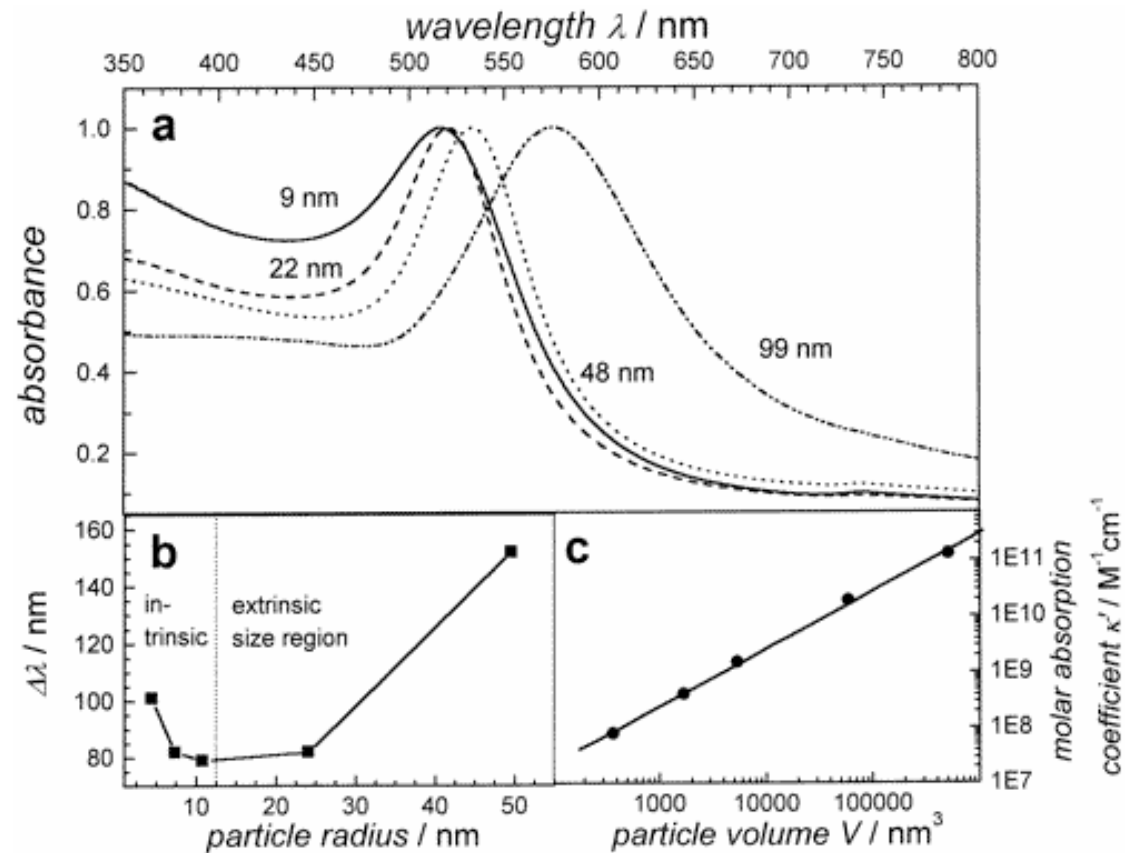 wavelength λ / nm
350 400 450 500 550 600 650 700 750 800
a
absorbance
1.0
0.8
0.6
0.4
0.2
9 nm
22 nm
48 nm
99 nm
b
Δλ / nm
160
140
120
100
80
in-
trinsic
extrinsic
size region
10 20 30 40 50
particle radius / nm
c
1E11
1E10
1E9
1E8
1E7
molar absorption
coefficient κ' / M⁻¹cm⁻¹
1000 10000 100000
particle volume V / nm³